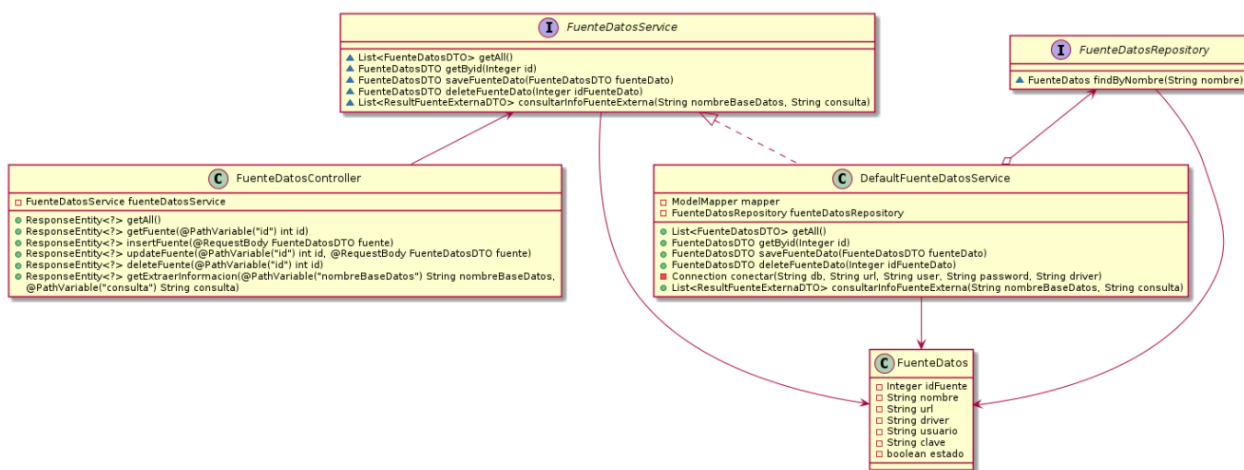 I FuenteDatosService
List<FuenteDatosDTO> getAll()
FuenteDatosDTO getByid(Integer id)
FuenteDatosDTO saveFuenteDato(FuenteDatosDTO fuenteDato)
FuenteDatosDTO deleteFuenteDato(Integer idFuenteDato)
List<ResultFuenteExternaDTO> consultarInfoFuenteExterna(String nombreBaseDatos, String consulta)
I FuenteDatosRepository
FuenteDatos findByNombre(String nombre)
C FuenteDatosController
FuenteDatosService fuenteDatosService
ResponseEntity<?> getAll()
ResponseEntity<?> getFuente(@PathVariable("id") int id)
ResponseEntity<?> insertFuente(@RequestBody FuenteDatosDTO fuente)
ResponseEntity<?> updateFuente(@PathVariable("id") int id, @RequestBody FuenteDatosDTO fuente)
ResponseEntity<?> deleteFuente(@PathVariable("id") int id)
ResponseEntity<?> getExtraerInformacion(@PathVariable("nombreBaseDatos") String nombreBaseDatos,
@PathVariable("consulta") String consulta)
C DefaultFuenteDatosService
ModelMapper mapper
FuenteDatosRepository fuenteDatosRepository
List<FuenteDatosDTO> getAll()
FuenteDatosDTO getByid(Integer id)
FuenteDatosDTO saveFuenteDato(FuenteDatosDTO fuenteDato)
FuenteDatosDTO deleteFuenteDato(Integer idFuenteDato)
Connection conectar(String db, String url, String user, String password, String driver)
List<ResultFuenteExternaDTO> consultarInfoFuenteExterna(String nombreBaseDatos, String consulta)
C FuenteDatos
Integer idFuente
String nombre
String url
String driver
String usuario
String clave
boolean estado